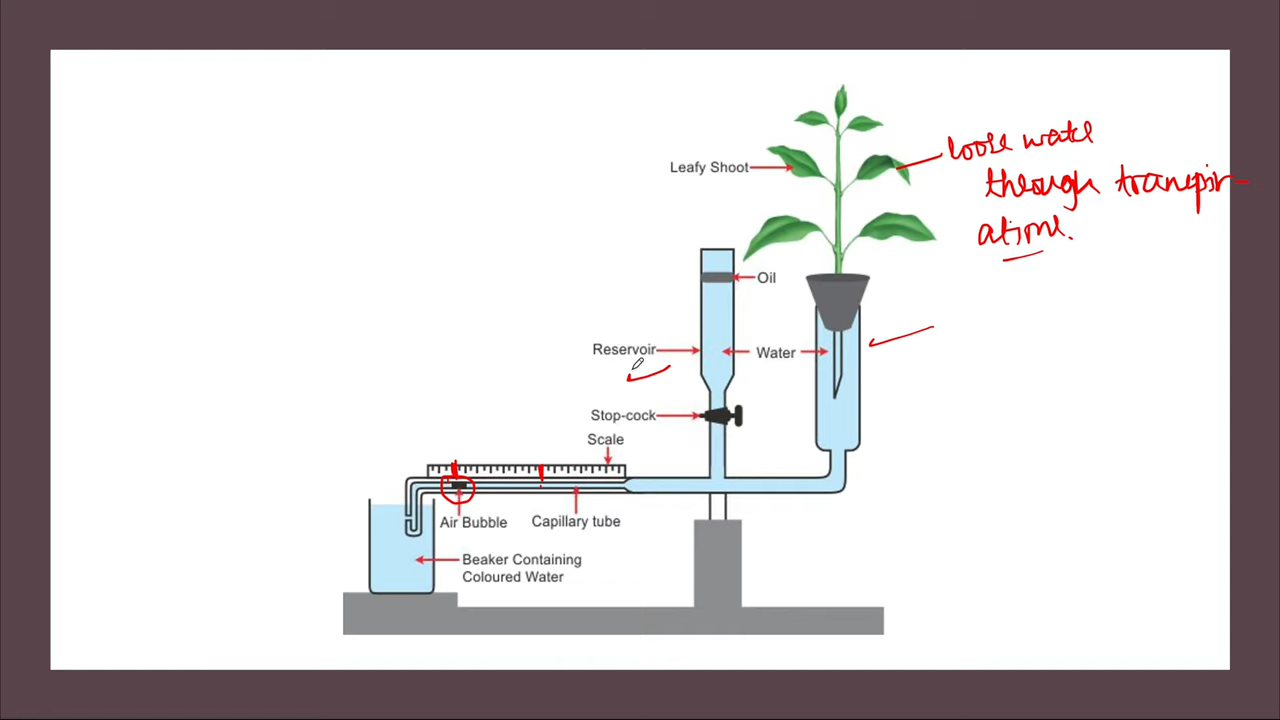 loose water
through transpir-
ations.
Leafy Shoot
Oil
Reservoir
Water
Stop-cock
Scale
Air Bubble
Capillary tube
Beaker Containing
Coloured Water